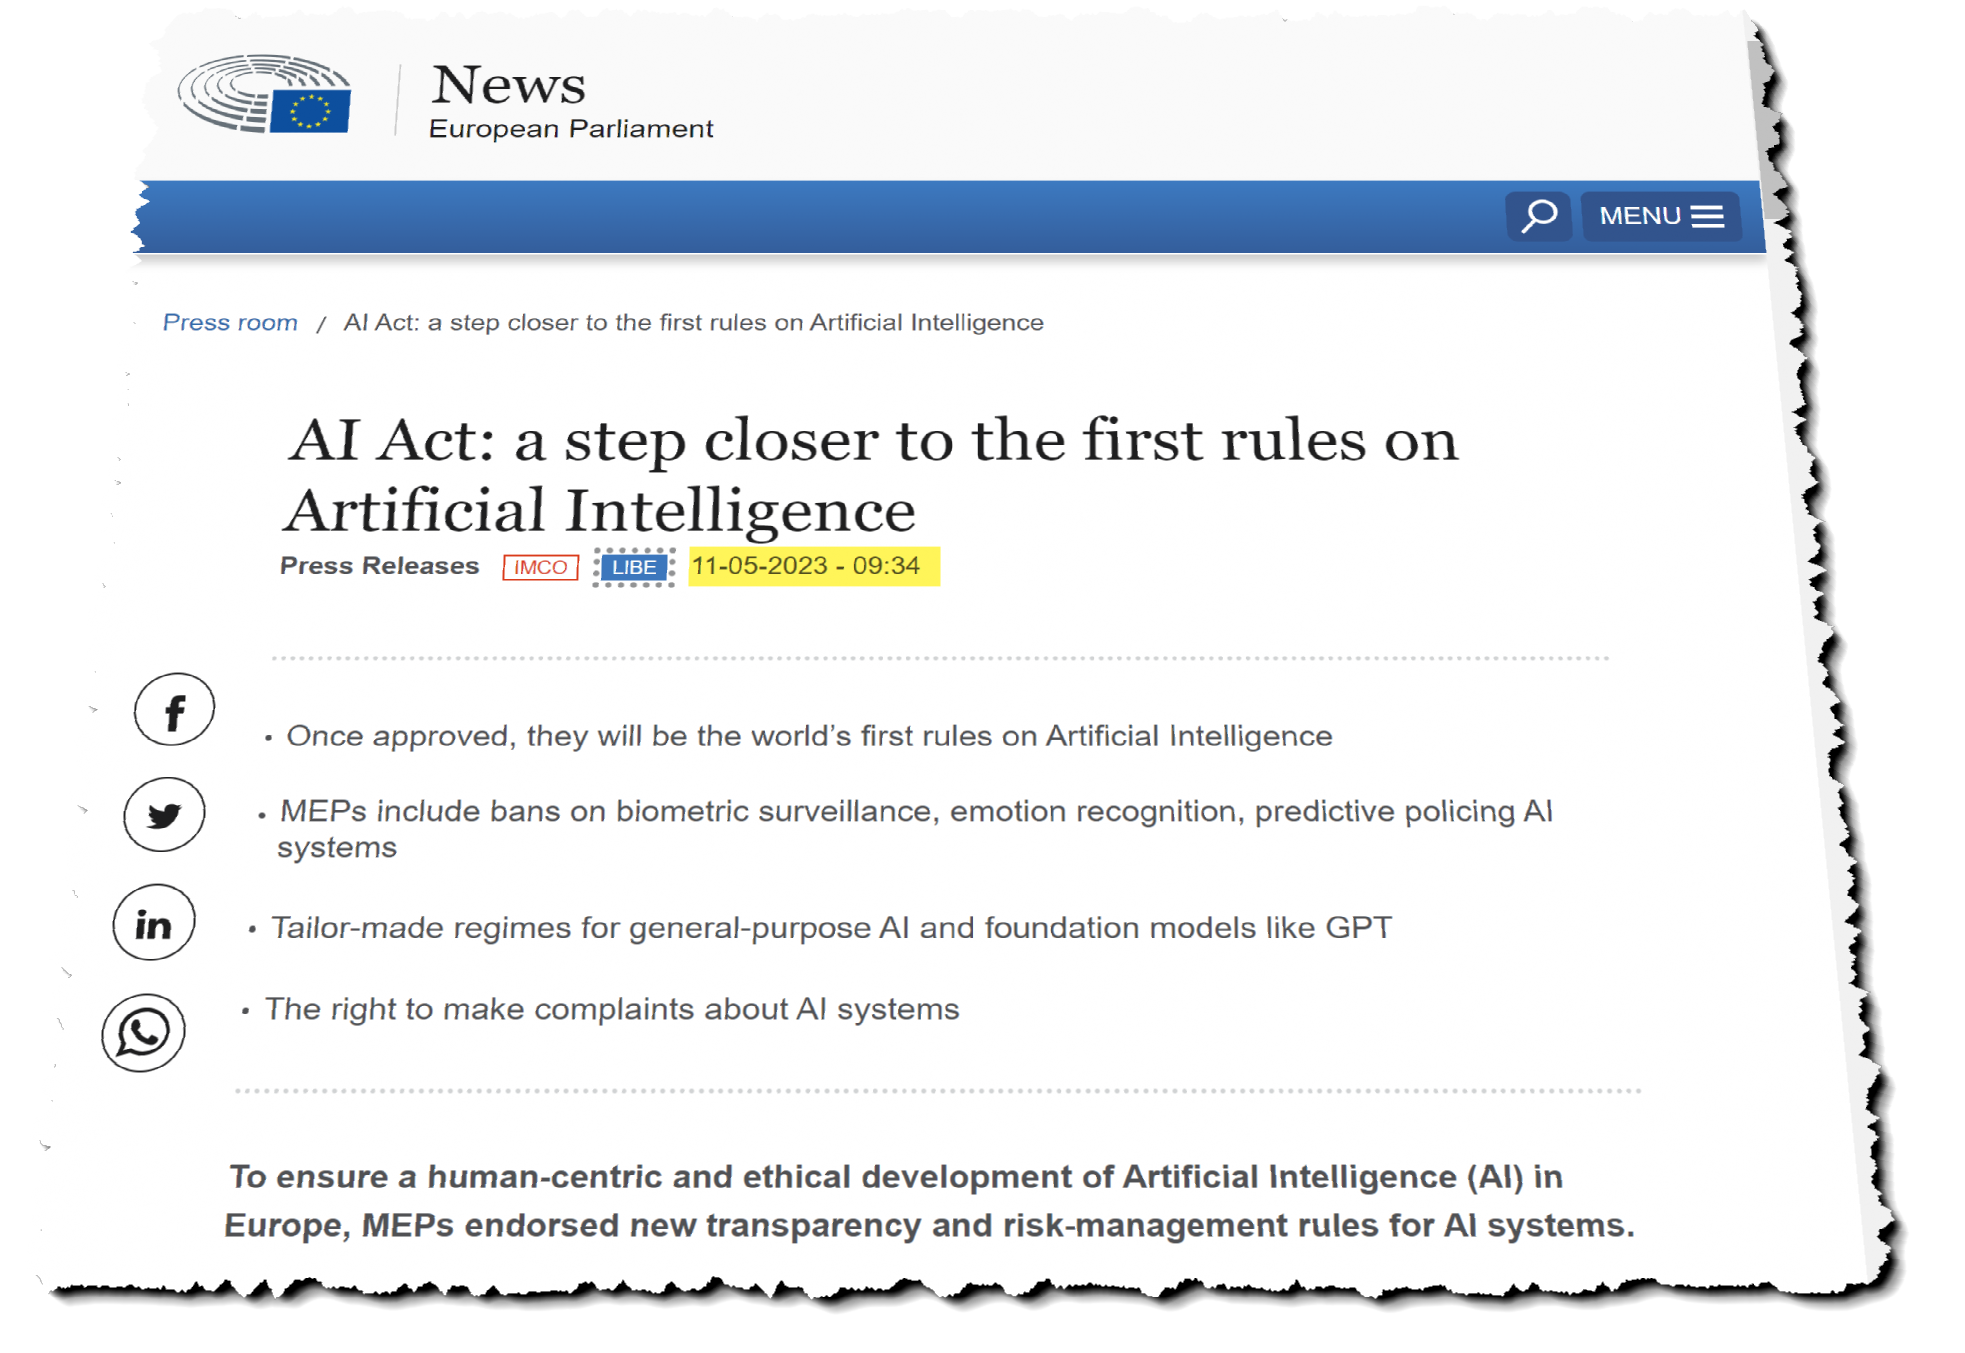 News
European Parliament
MENU
Press room / AI Act: a step closer to the first rules on Artificial Intelligence
AI Act: a step closer to the first rules on
Artificial Intelligence
Press Releases IMCO LIBE 11-05-2023 - 09:34
• Once approved, they will be the world’s first rules on Artificial Intelligence
• MEPs include bans on biometric surveillance, emotion recognition, predictive policing AI
systems
• Tailor-made regimes for general-purpose AI and foundation models like GPT
• The right to make complaints about AI systems
To ensure a human-centric and ethical development of Artificial Intelligence (AI) in
Europe, MEPs endorsed new transparency and risk-management rules for AI systems.